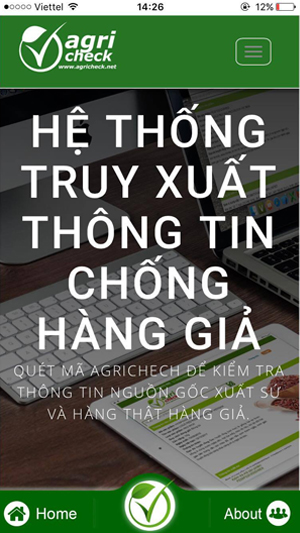 Viettel 14:26 12%
agri
check
www.agricheck.net
HỆ THỐNG
TRUY XUẤT
THÔNG TIN
CHỐNG
HÀNG GIẢ
QUÉT MÃ AGRICHECH ĐỂ KIỂM TRA
THÔNG TIN NGUỒN GỐC XUẤT SỨ
VÀ HÀNG THẬT HÀNG GIẢ.
Home About